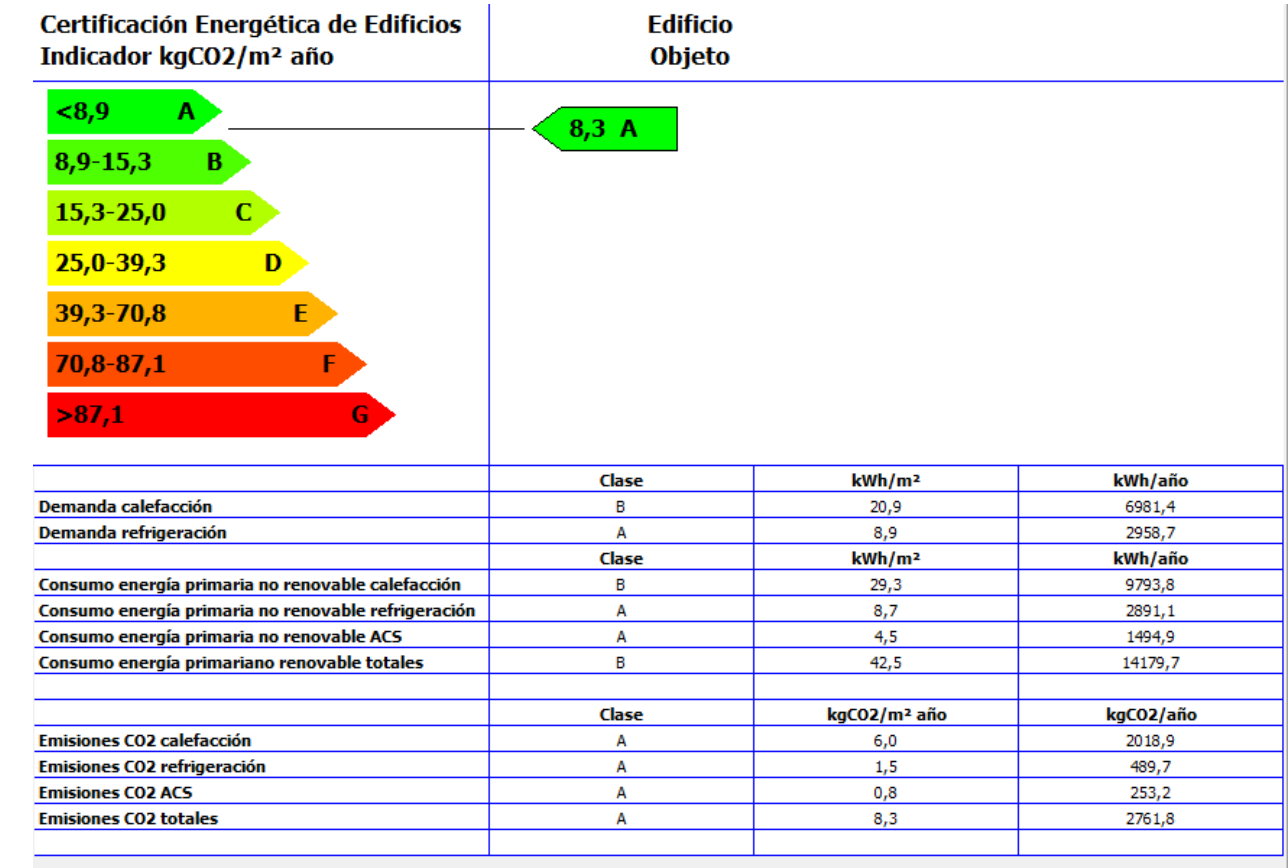 Certificación Energética de Edificios
Indicador kgCO2/m² año
Edificio
Objeto
<8,9 A
8,3 A
8,9-15,3 B
15,3-25,0 C
25,0-39,3 D
39,3-70,8 E
70,8-87,1 F
>87,1 G
Clase kWh/m² kWh/año
Demanda calefacción B 20,9 6981,4
Demanda refrigeración A 8,9 2958,7
Clase kWh/m² kWh/año
Consumo energía primaria no renovable calefacción B 29,3 9793,8
Consumo energía primaria no renovable refrigeración A 8,7 2891,1
Consumo energía primaria no renovable ACS A 4,5 1494,9
Consumo energía primariano renovable totales B 42,5 14179,7
Clase kgCO2/m² año kgCO2/año
Emisiones CO2 calefacción A 6,0 2018,9
Emisiones CO2 refrigeración A 1,5 489,7
Emisiones CO2 ACS A 0,8 253,2
Emisiones CO2 totales A 8,3 2761,8